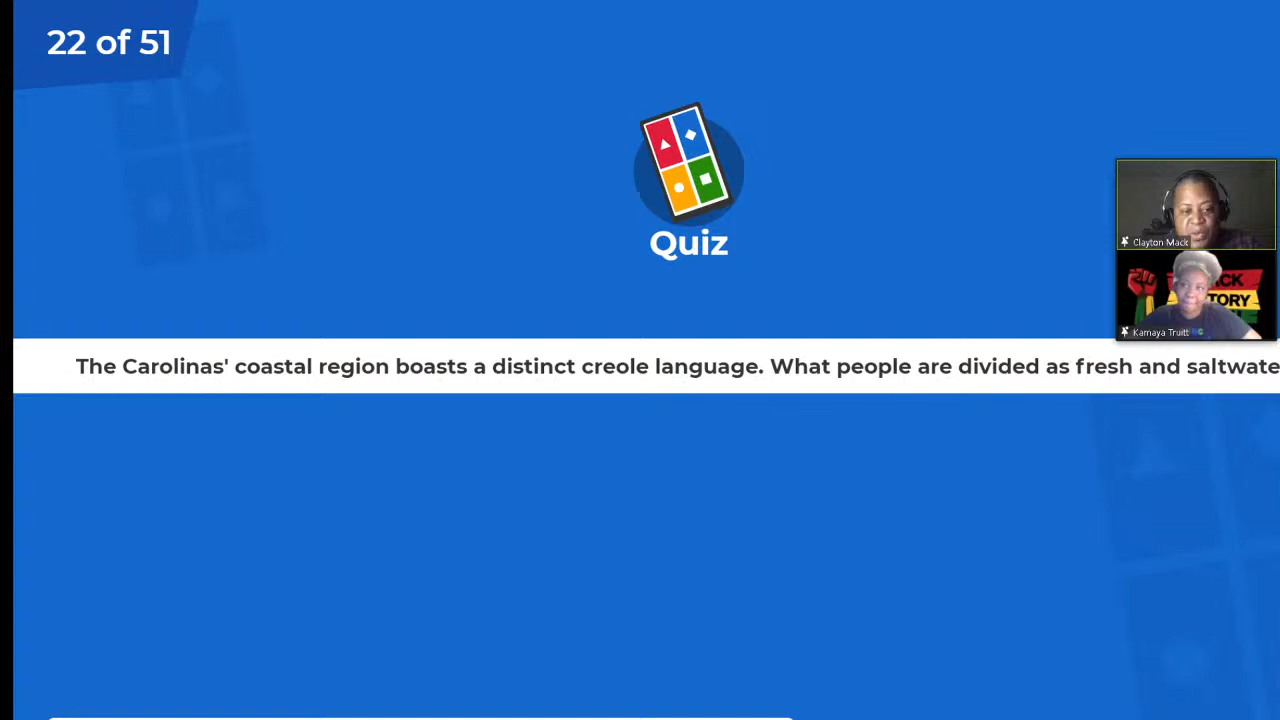 22 of 51
Quiz
Clayton Mack
Kamaya Truitt
The Carolinas' coastal region boasts a distinct creole language. What people are divided as fresh and saltwate